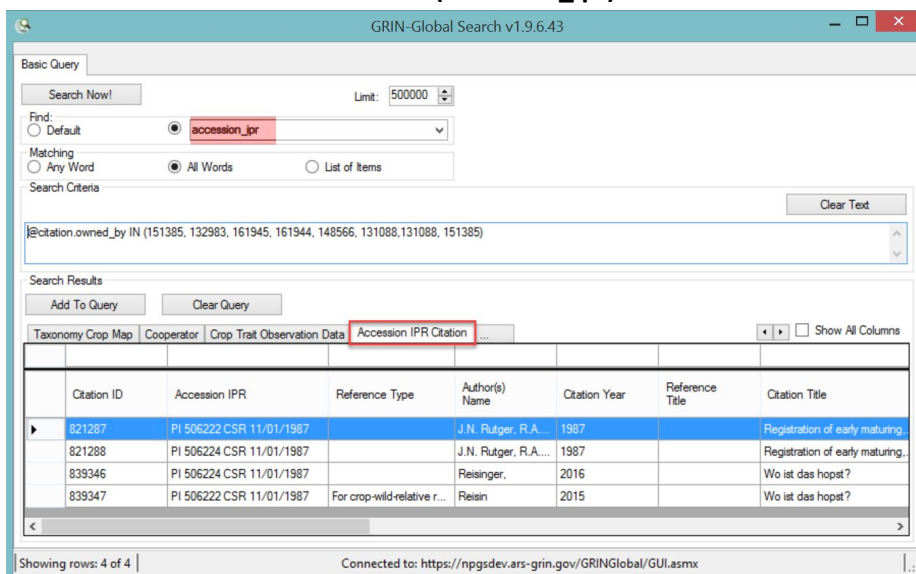 GRIN-Global Search v1.9.6.43
Basic Query
Search Now!
Limit: 500000
Find:
Default
accession_ipr
Matching
Any Word
All Words
List of Items
Search Criteria
Clear Text
@citation.owned_by IN (151385, 132983, 161945, 161944, 148566, 131088,131088, 151385)
Search Results
Add To Query
Clear Query
Taxonomy Crop Map
Cooperator
Crop Trait Observation Data
Accession IPR Citation
...
Show All Columns
Citation ID Accession IPR Reference Type Author(s) Name Citation Year Reference Title Citation Title
821287 PI 506222 CSR 11/01/1987 J.N. Rutger, R.A.... 1987 Registration of early maturing,..
821288 PI 506224 CSR 11/01/1987 J.N. Rutger, R.A.... 1987 Registration of early maturing,..
839346 PI 506224 CSR 11/01/1987 Reisinger, 2016 Wo ist das hopst?
839347 PI 506222 CSR 11/01/1987 For crop-wild-relative r... Reisin 2015 Wo ist das hopst?
Showing rows: 4 of 4
Connected to: https://npgsdev.ars-grin.gov/GRINGlobal/GUI.asmx